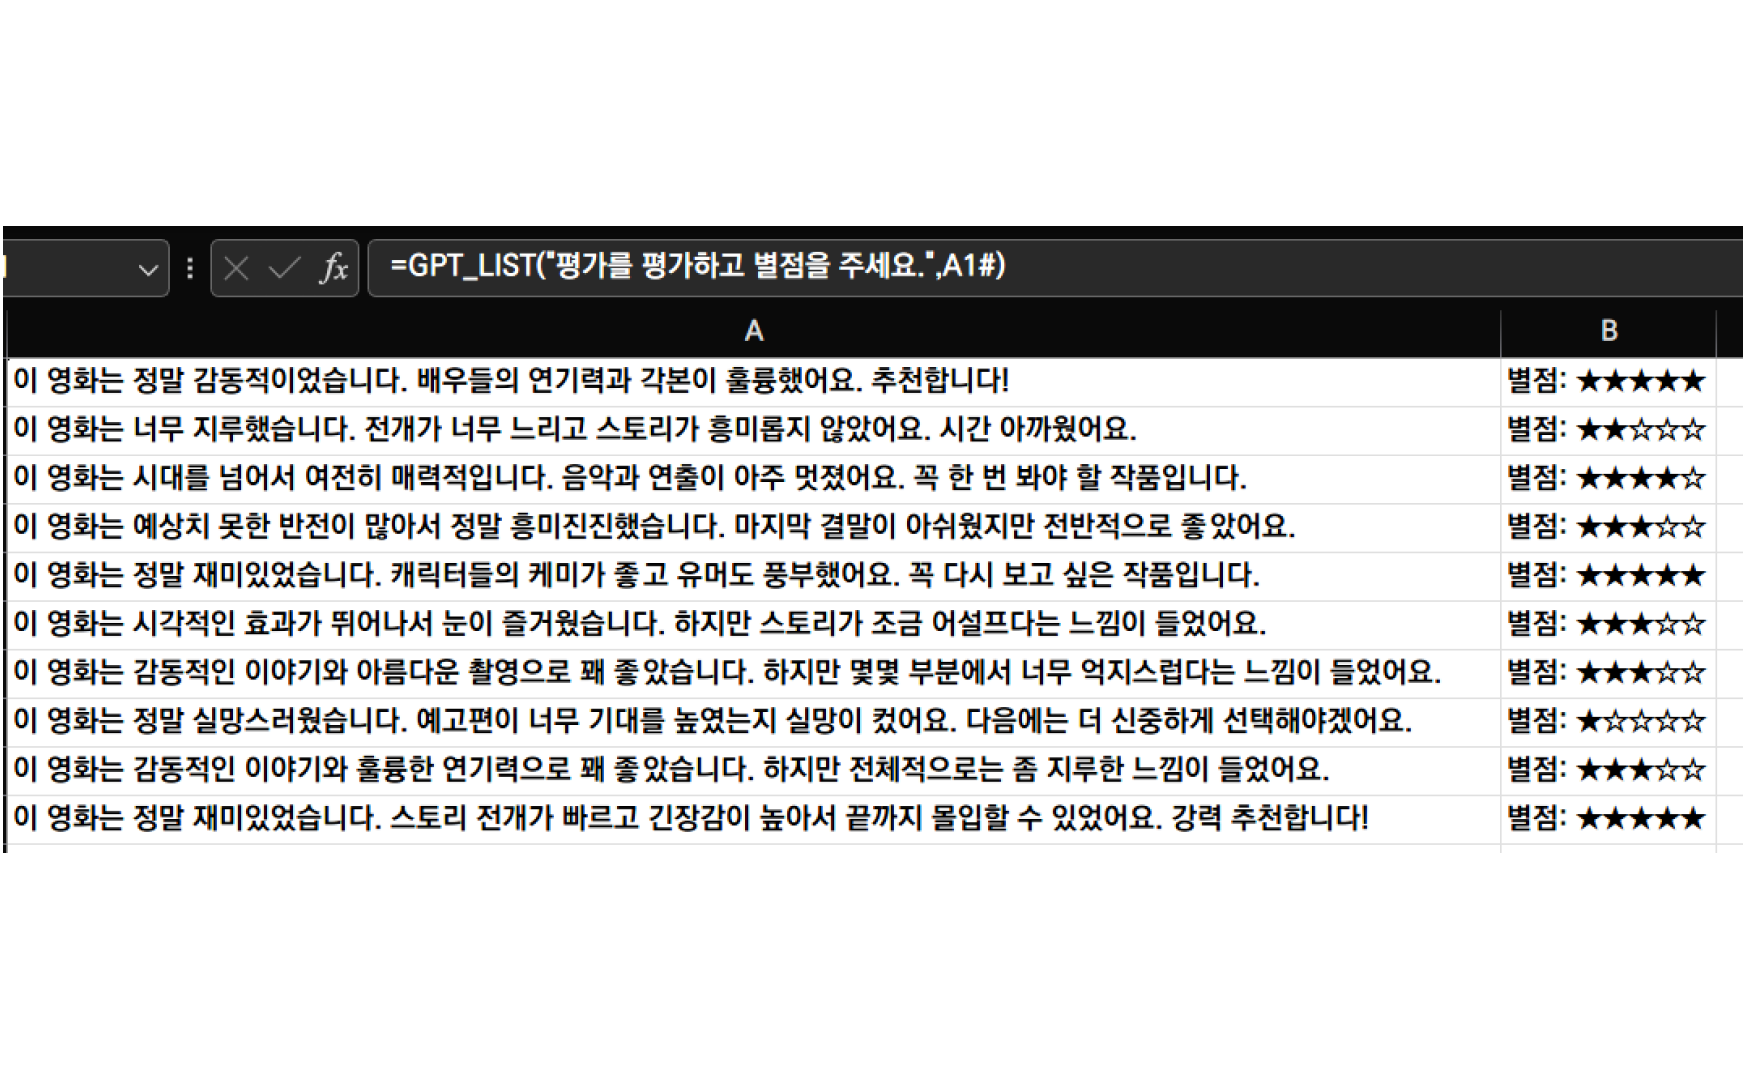 fx =GPT_LIST("평가를 평가하고 별점을 주세요.",A1#)
A B
이 영화는 정말 감동적이었습니다. 배우들의 연기력과 각본이 훌륭했어요. 추천합니다! 별점: ★★★★★
이 영화는 너무 지루했습니다. 전개가 너무 느리고 스토리가 흥미롭지 않았어요. 시간 아까웠어요. 별점: ★★☆☆☆
이 영화는 시대를 넘어서 여전히 매력적입니다. 음악과 연출이 아주 멋졌어요. 꼭 한 번 봐야 할 작품입니다. 별점: ★★★★☆
이 영화는 예상치 못한 반전이 많아서 정말 흥미진진했습니다. 마지막 결말이 아쉬웠지만 전반적으로 좋았어요. 별점: ★★★☆☆
이 영화는 정말 재미있었습니다. 캐릭터들의 케미가 좋고 유머도 풍부했어요. 꼭 다시 보고 싶은 작품입니다. 별점: ★★★★★
이 영화는 시각적인 효과가 뛰어나서 눈이 즐거웠습니다. 하지만 스토리가 조금 어설프다는 느낌이 들었어요. 별점: ★★★☆☆
이 영화는 감동적인 이야기와 아름다운 촬영으로 꽤 좋았습니다. 하지만 몇몇 부분에서 너무 억지스럽다는 느낌이 들었어요. 별점: ★★★☆☆
이 영화는 정말 실망스러웠습니다. 예고편이 너무 기대를 높였는지 실망이 컸어요. 다음에는 더 신중하게 선택해야겠어요. 별점: ★☆☆☆☆
이 영화는 감동적인 이야기와 훌륭한 연기력으로 꽤 좋았습니다. 하지만 전체적으로는 좀 지루한 느낌이 들었어요. 별점: ★★★☆☆
이 영화는 정말 재미있었습니다. 스토리 전개가 빠르고 긴장감이 높아서 끝까지 몰입할 수 있었어요. 강력 추천합니다! 별점: ★★★★★